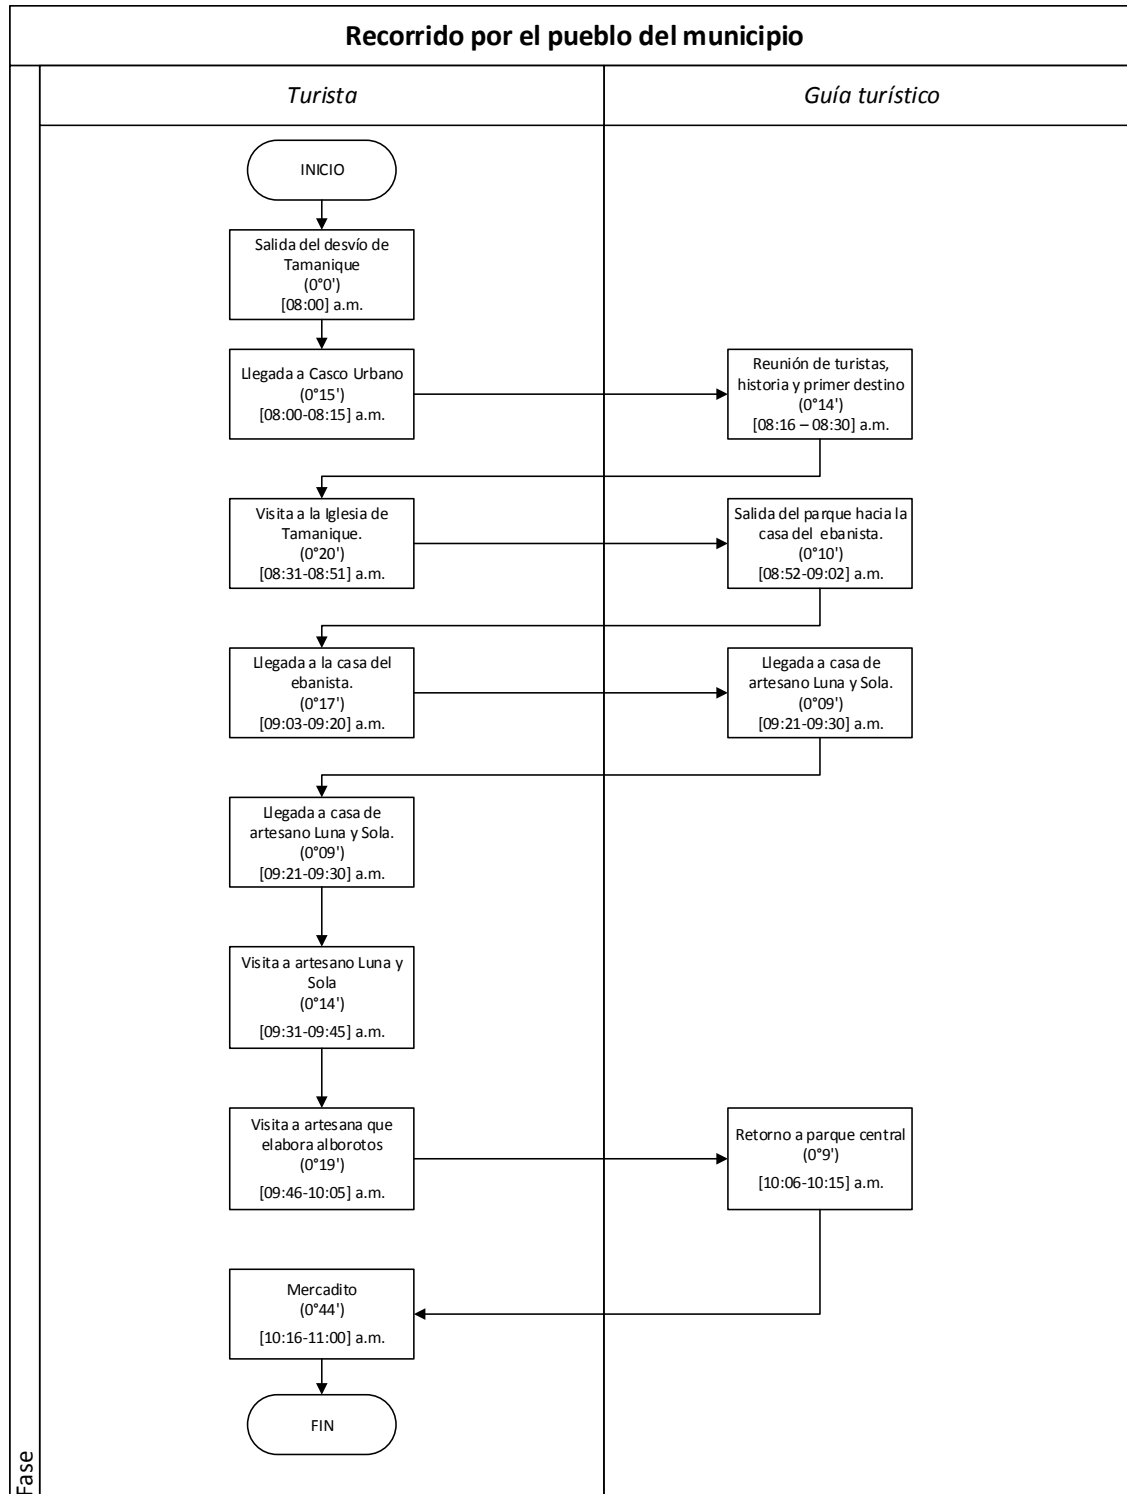 Recorrido por el pueblo del municipio
Turista
Guía turístico
INICIO
Salida del desvío de
Tamanique
(0°0')
[08:00] a.m.
Llegada a Casco Urbano
(0°15')
[08:00-08:15] a.m.
Reunión de turistas,
historia y primer destino
(0°14')
[08:16 – 08:30] a.m.
Visita a la Iglesia de
Tamanique.
(0°20')
[08:31-08:51] a.m.
Salida del parque hacia la
casa del ebanista.
(0°10')
[08:52-09:02] a.m.
Llegada a la casa del
ebanista.
(0°17')
[09:03-09:20] a.m.
Llegada a casa de
artesano Luna y Sola.
(0°09')
[09:21-09:30] a.m.
Llegada a casa de
artesano Luna y Sola.
(0°09')
[09:21-09:30] a.m.
Visita a artesano Luna y
Sola
(0°14')
[09:31-09:45] a.m.
Visita a artesana que
elabora alborotos
(0°19')
[09:46-10:05] a.m.
Retorno a parque central
(0°9')
[10:06-10:15] a.m.
Mercadito
(0°44')
[10:16-11:00] a.m.
FIN
Fase